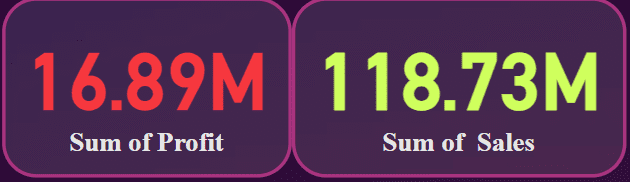 16.89M
Sum of Profit
118.73M
Sum of Sales